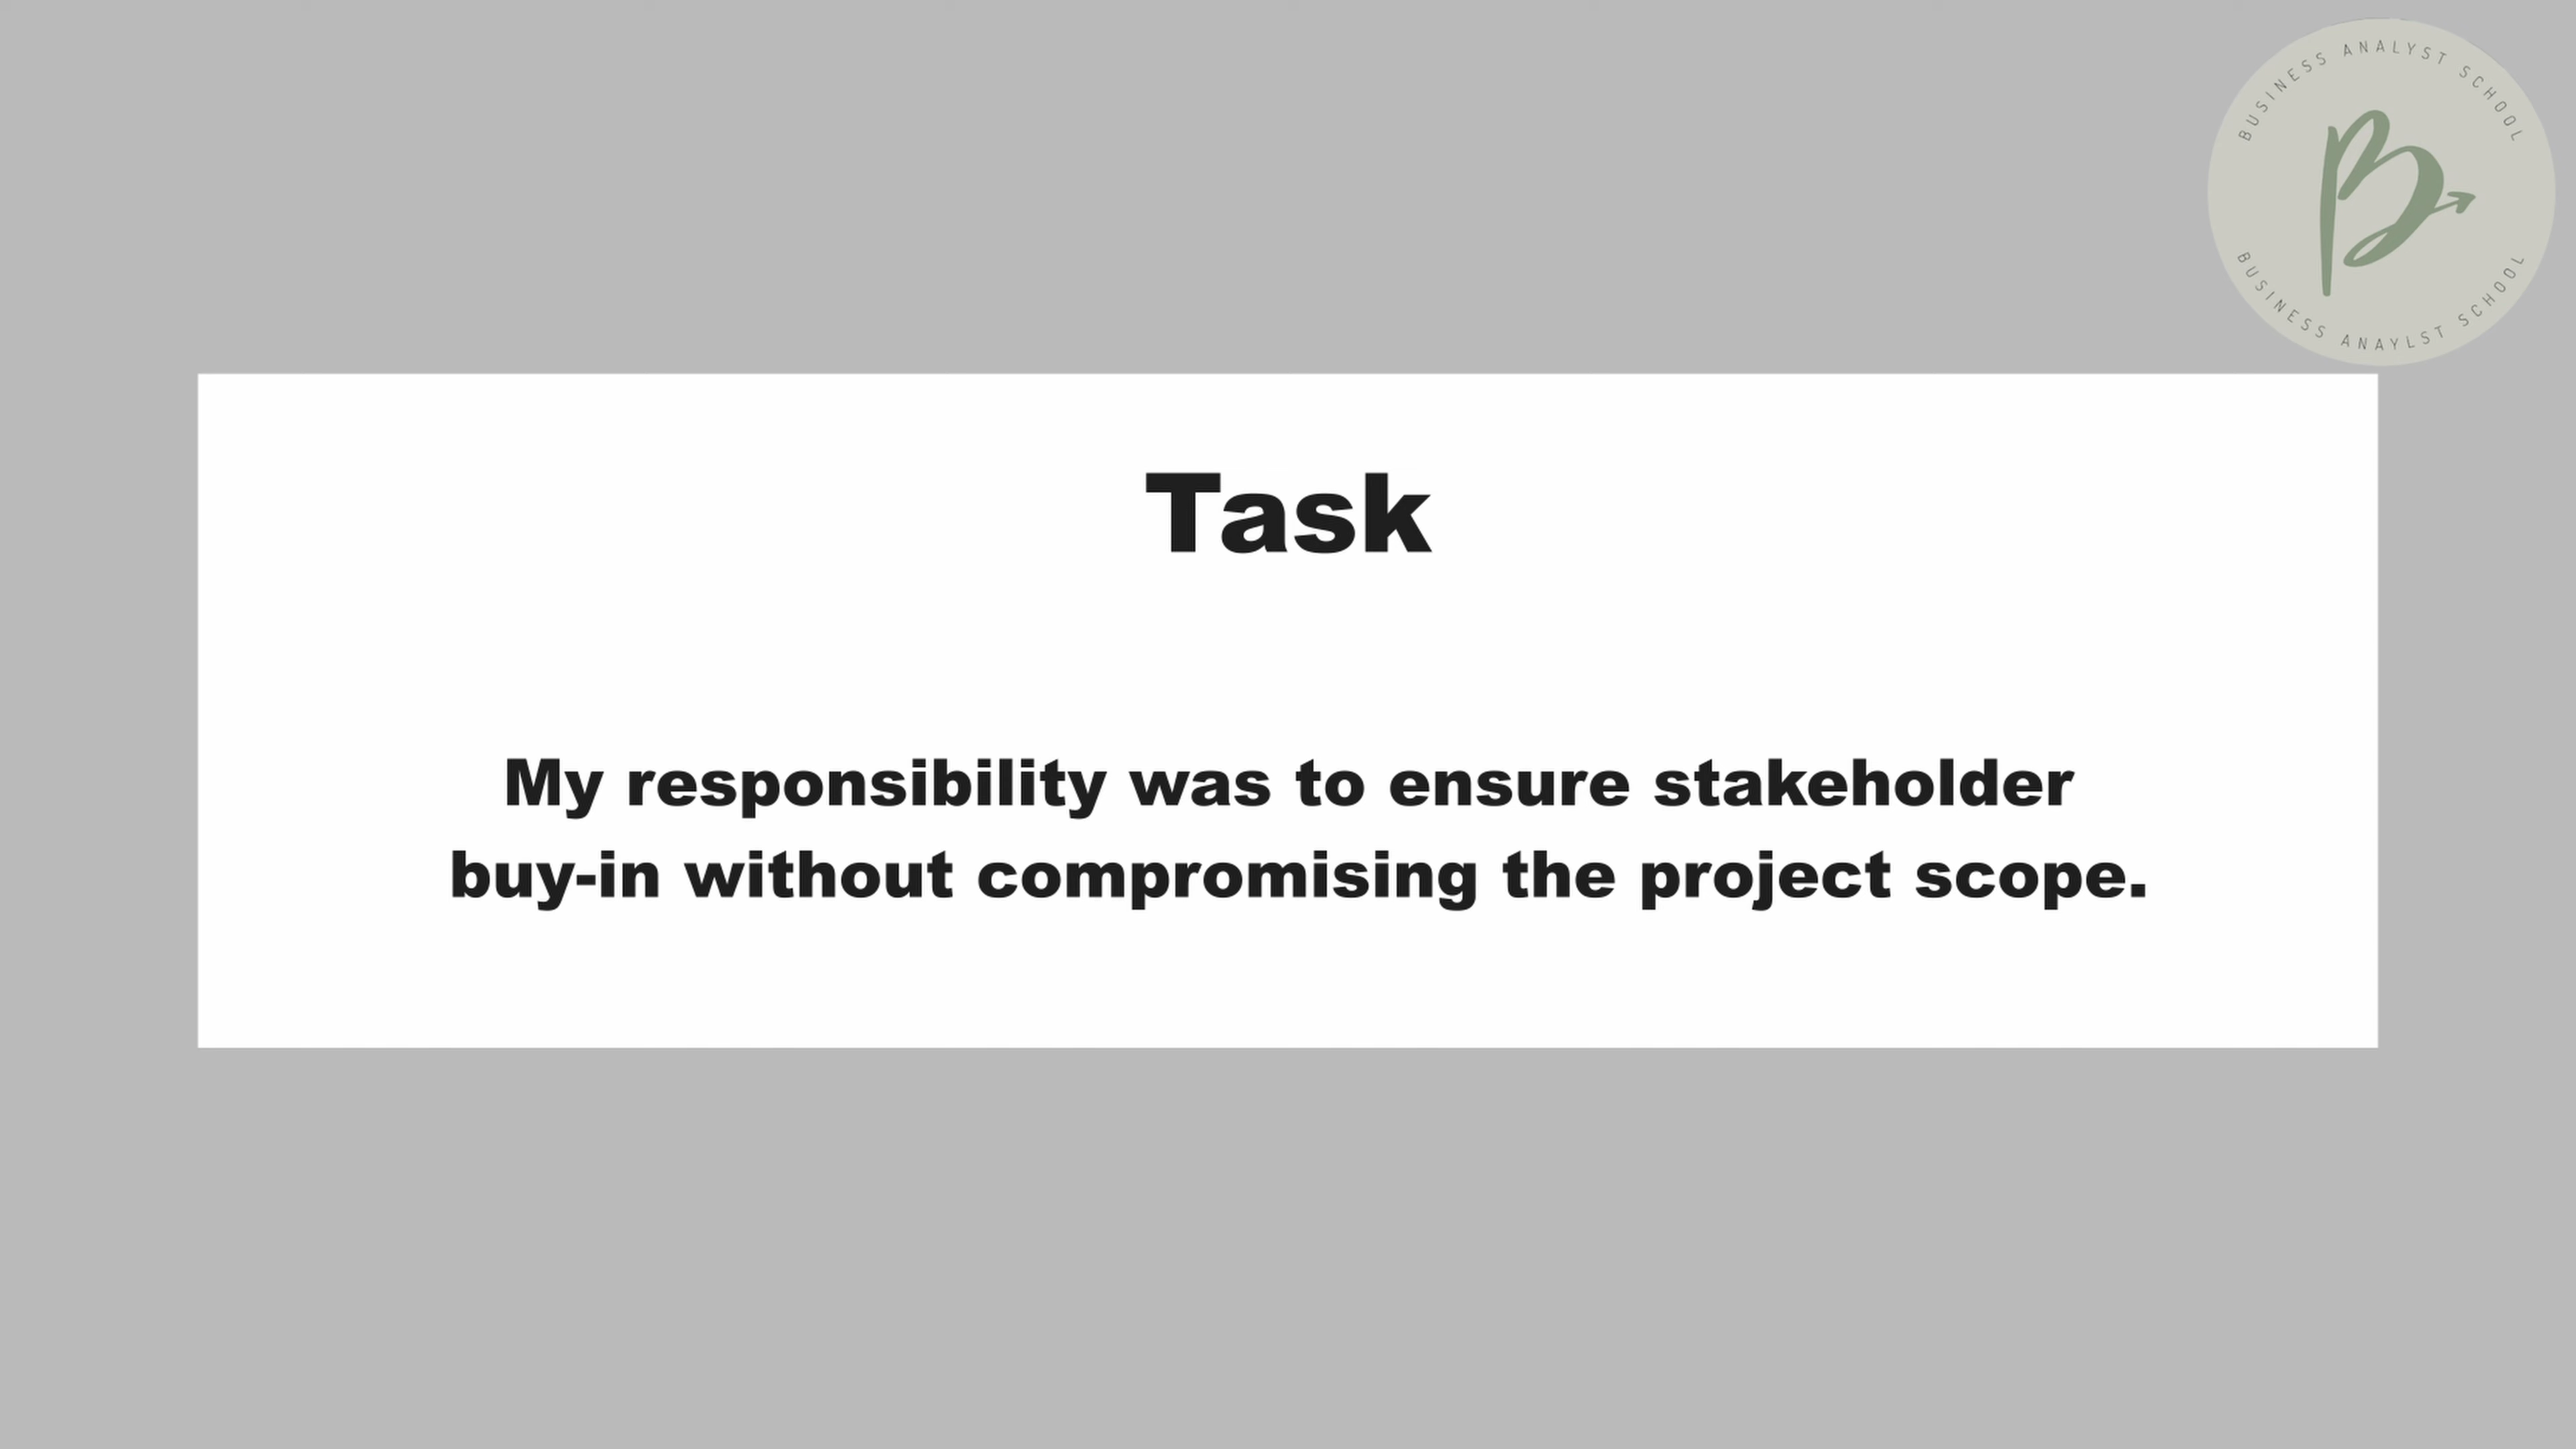 BUSINESS ANALYST SCHOOL
B
BUSINESS ANAYLST SCHOOL
Task
My responsibility was to ensure stakeholder
buy-in without compromising the project scope.